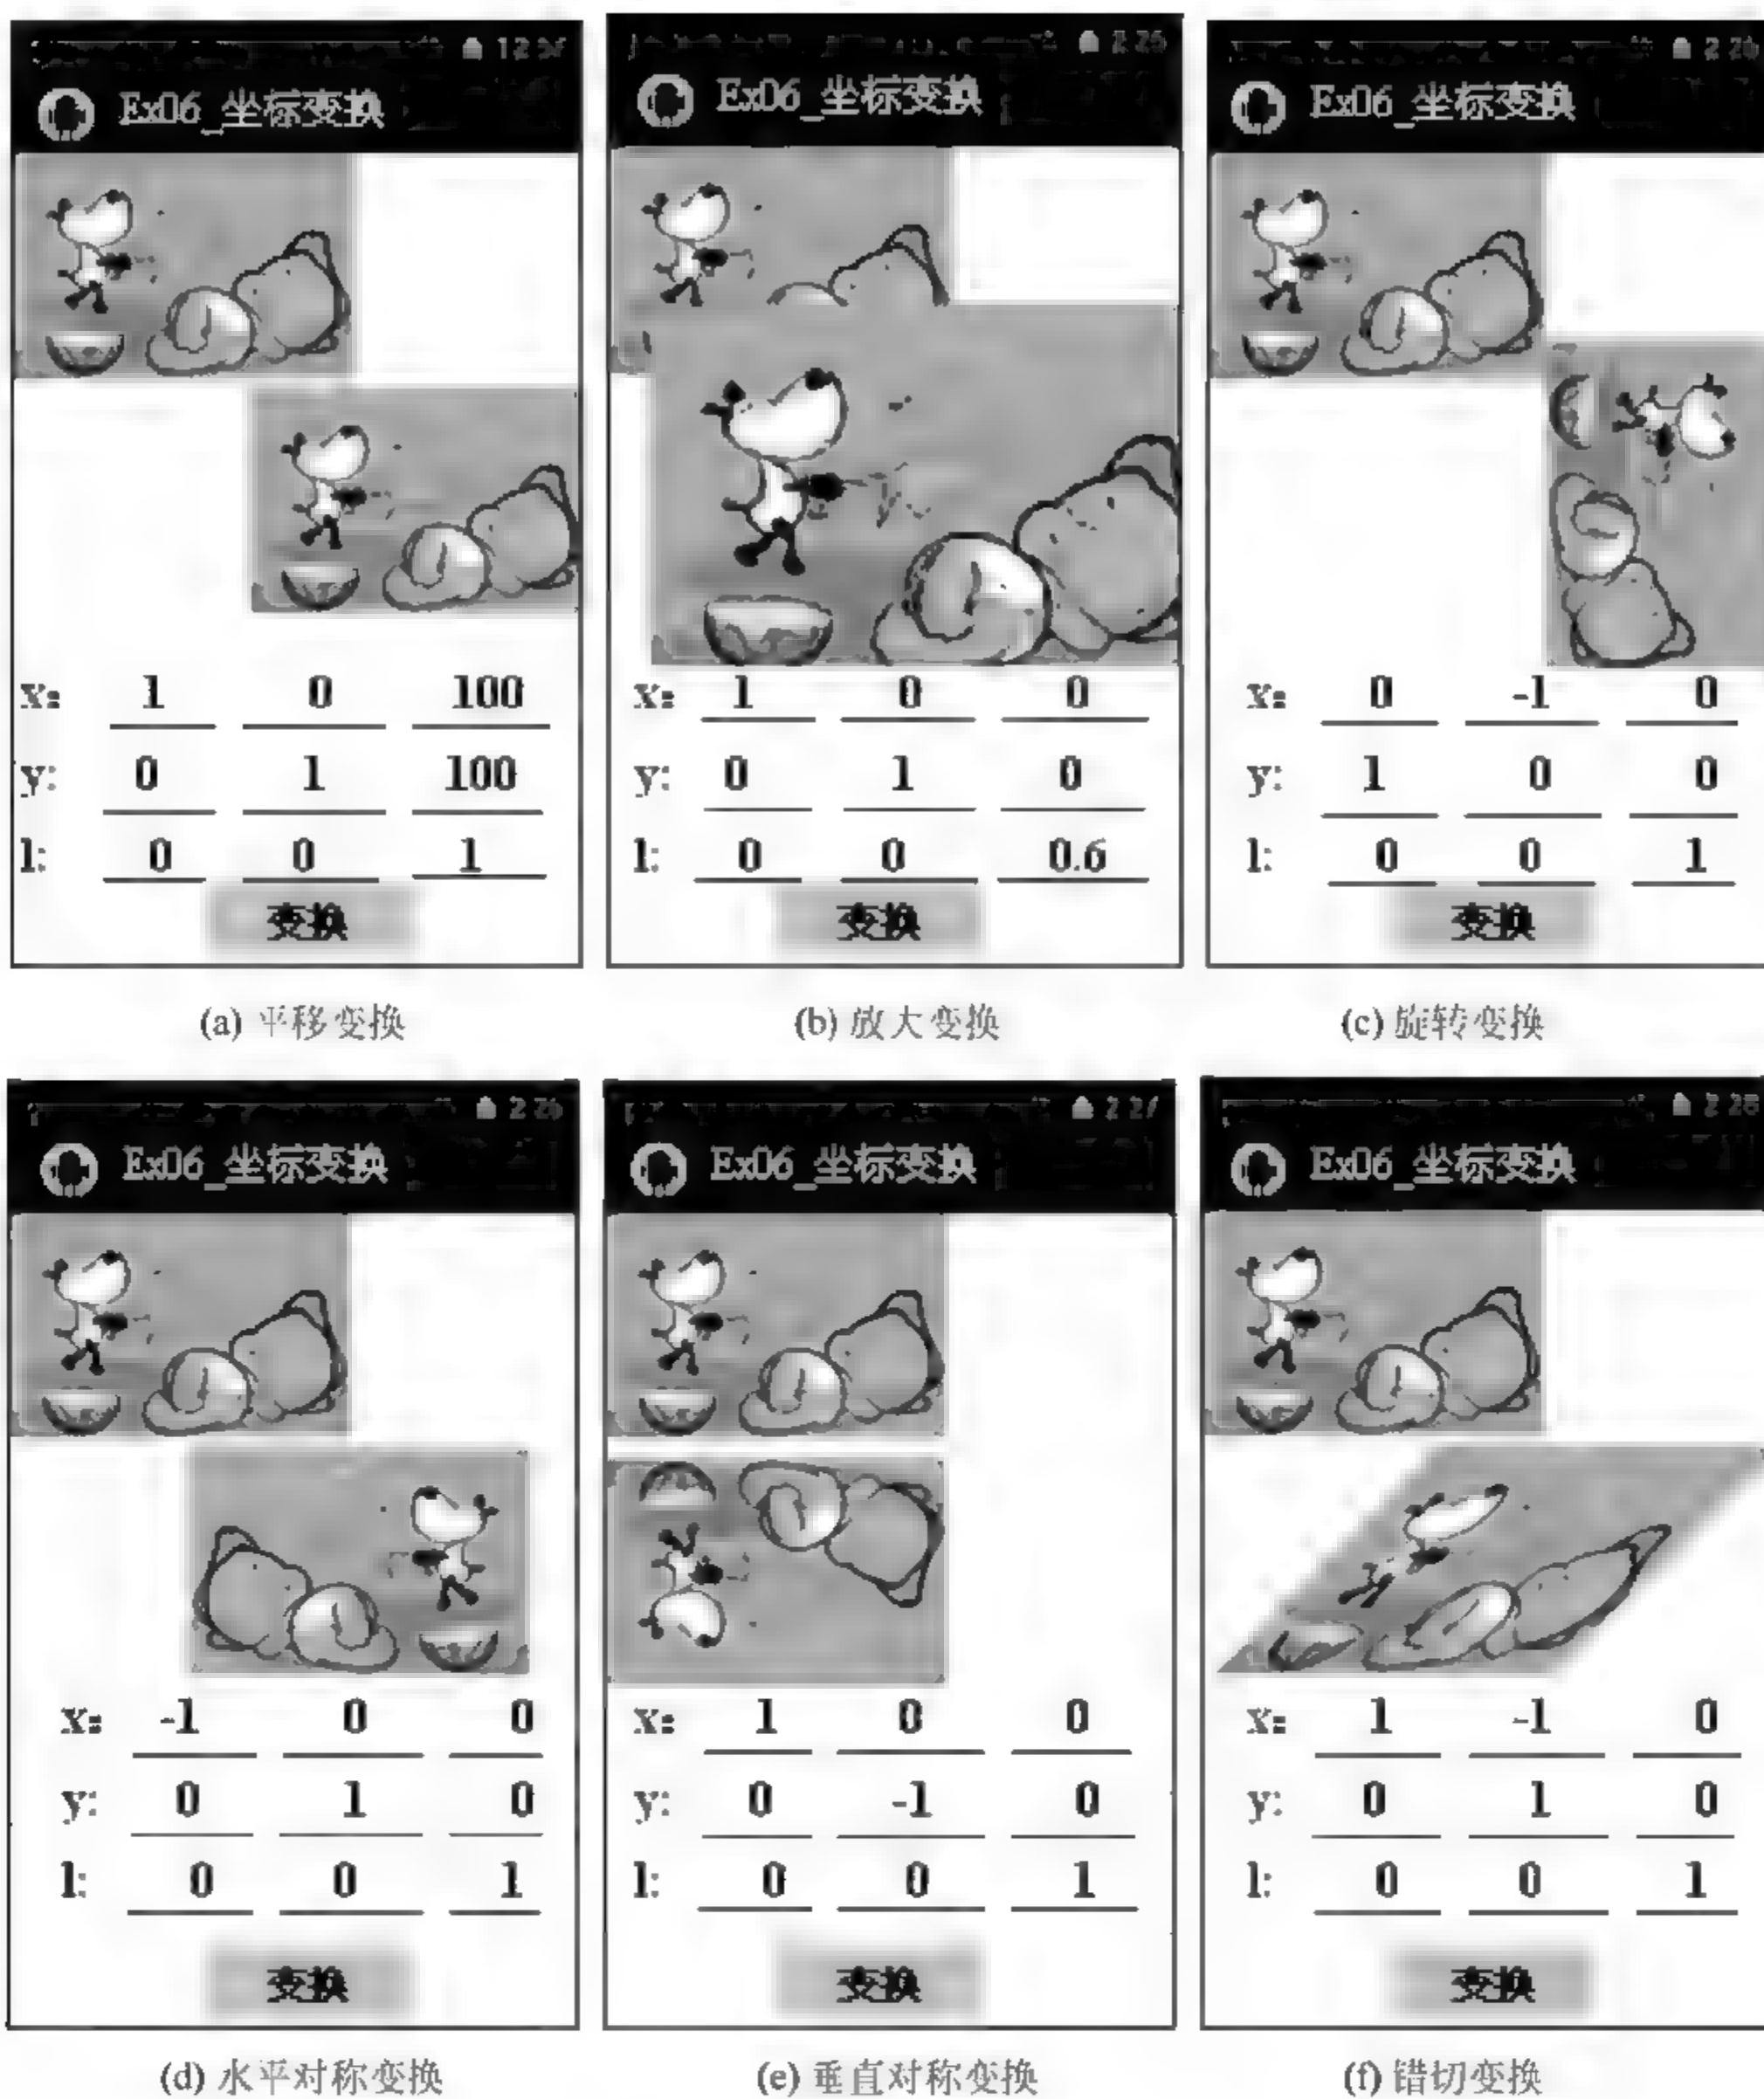 Ex06_坐标变换
x: 1 0 100
y: 0 1 100
l: 0 0 1
变换
(a) 平移变换
2:25
Ex06_坐标变换
x: 1 0 0
y: 0 1 0
l: 0 0 0.6
变换
(b) 放大变换
Ex06_坐标变换
x: 0 -1 0
y: 1 0 0
l: 0 0 1
变换
(c) 旋转变换
Ex06_坐标变换
x: -1 0 0
y: 0 1 0
l: 0 0 1
变换
(d) 水平对称变换
2:27
Ex06_坐标变换
x: 1 0 0
y: 0 -1 0
l: 0 0 1
变换
(e) 垂直对称变换
Ex06_坐标变换
x: 1 -1 0
y: 0 1 0
l: 0 0 1
变换
(f) 错切变换